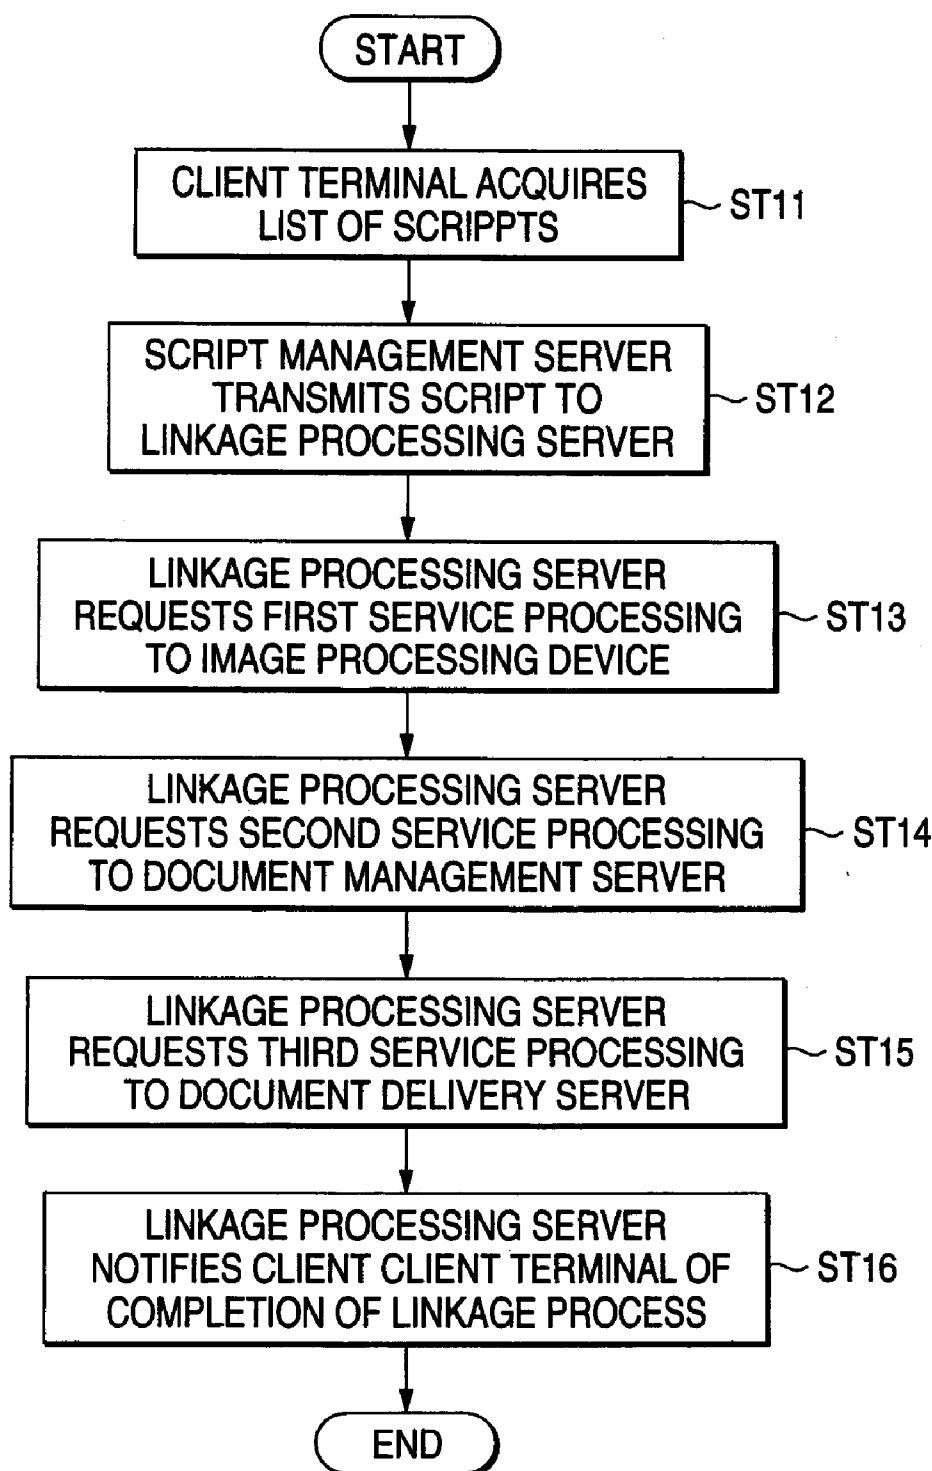 START
CLIENT TERMINAL ACQUIRES
LIST OF SCRIPPTS
ST11
SCRIPT MANAGEMENT SERVER
TRANSMITS SCRIPT TO
LINKAGE PROCESSING SERVER
ST12
LINKAGE PROCESSING SERVER
REQUESTS FIRST SERVICE PROCESSING
TO IMAGE PROCESSING DEVICE
ST13
LINKAGE PROCESSING SERVER
REQUESTS SECOND SERVICE PROCESSING
TO DOCUMENT MANAGEMENT SERVER
ST14
LINKAGE PROCESSING SERVER
REQUESTS THIRD SERVICE PROCESSING
TO DOCUMENT DELIVERY SERVER
ST15
LINKAGE PROCESSING SERVER
NOTIFIES CLIENT CLIENT TERMINAL OF
COMPLETION OF LINKAGE PROCESS
ST16
END